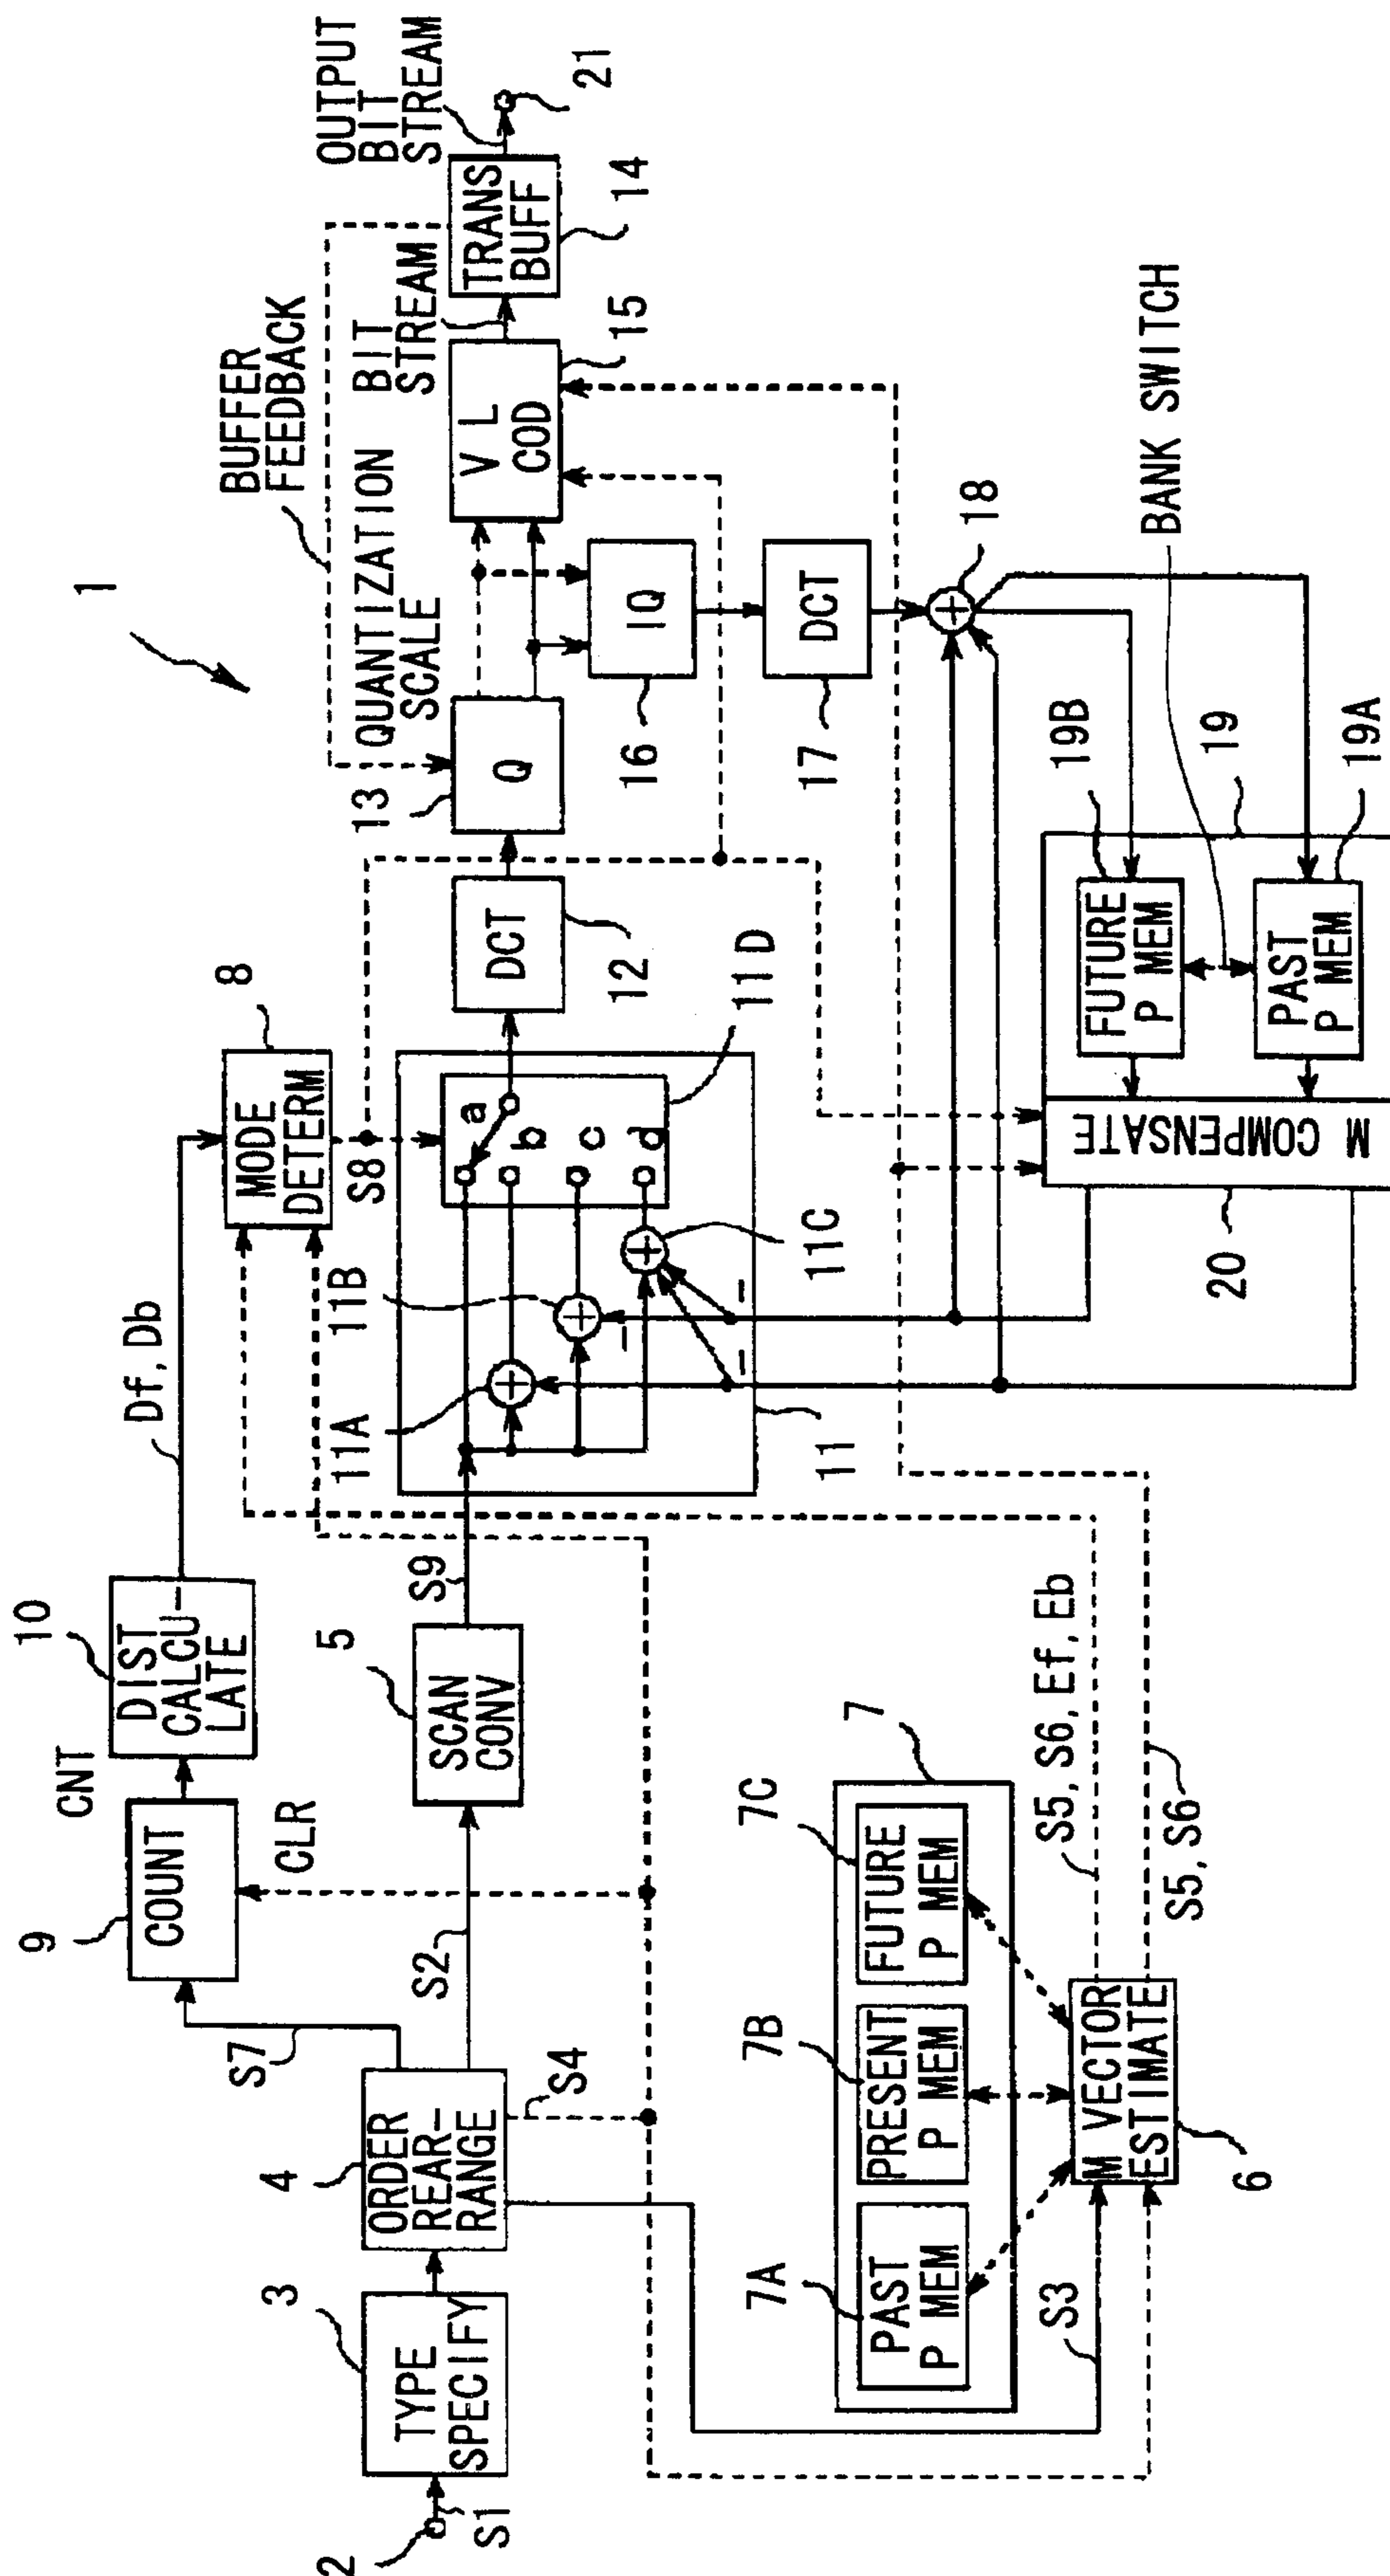 1
2
S1
3
TYPE
SPECIFY
4
ORDER
REAR-
RANGE
S7
S2
S4
S3
9
COUNT
CNT
CLR
10
DIST
CALCU-
LATE
Df, Db
5
SCAN
CONV
S9
8
MODE
DETERM
S8
11A
11B
11C
11D
11
a
b
c
d
−
−
−
12
DCT
13
Q
QUANTIZATION
SCALE
BUFFER
FEEDBACK
V L
COD
15
BIT
STREAM
TRANS
BUFF
14
OUTPUT
BIT
STREAM
21
IQ
16
DCT
17
18
BANK SWITCH
19B
19
19A
FUTURE
P MEM
PAST
P MEM
M COMPENSATE
20
7
7A
PAST
P MEM
7B
PRESENT
P MEM
7C
FUTURE
P MEM
M VECTOR
ESTIMATE
6
S5, S6, Ef, Eb
S5, S6